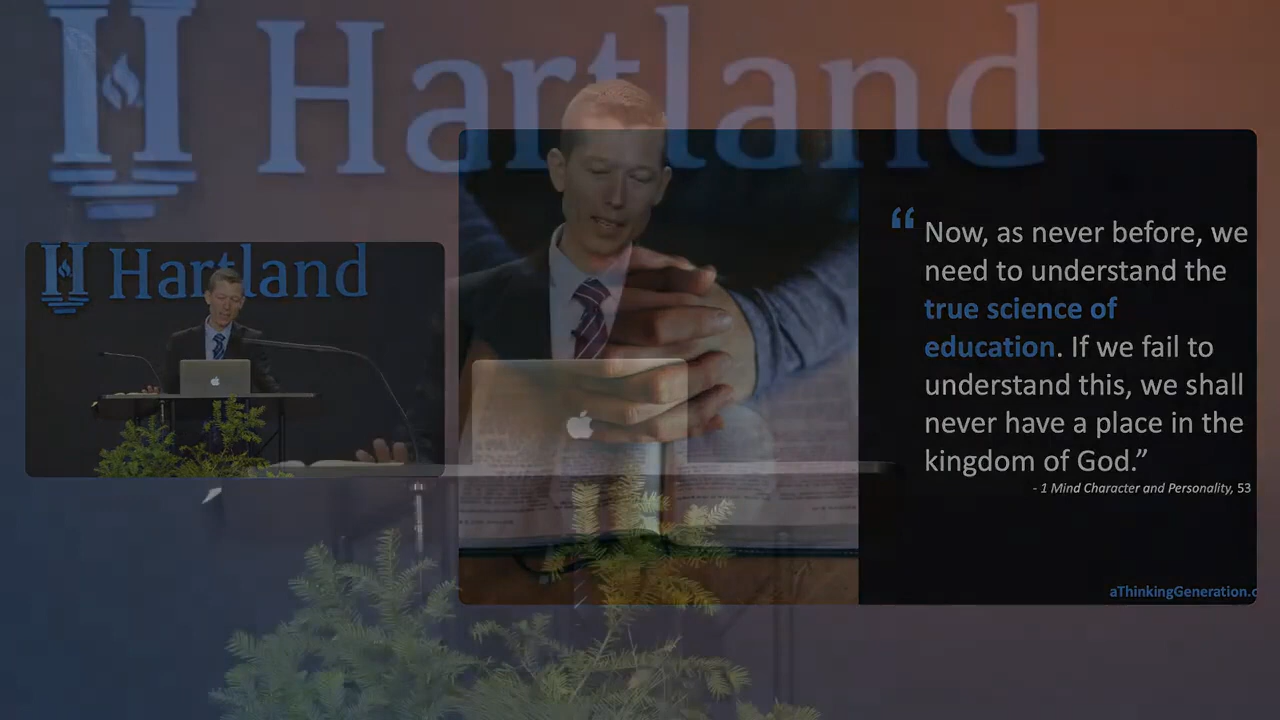 Hartland
Hartland
“
Now, as never before, we
need to understand the
true science of
education. If we fail to
understand this, we shall
never have a place in the
kingdom of God.”
- 1 Mind Character and Personality, 53
aThinkingGeneration.c